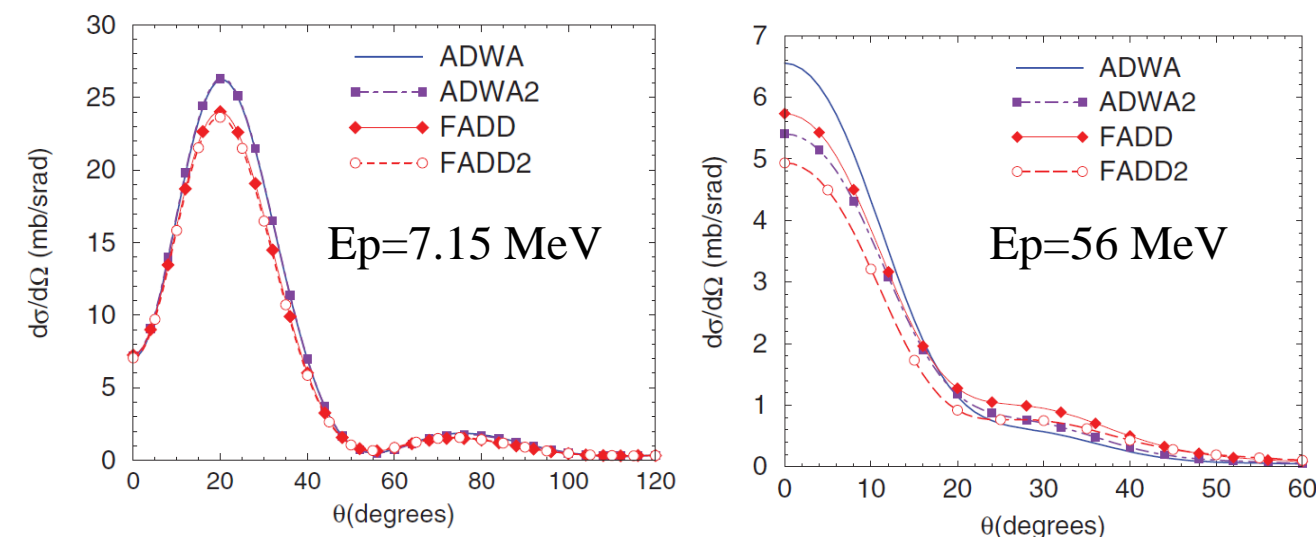 30
25
20
15
10
5
0
dσ/dΩ (mb/srad)
ADWA
ADWA2
FADD
FADD2
Ep=7.15 MeV
0 20 40 60 80 100 120
θ(degrees)
7
6
5
4
3
2
1
0
dσ/dΩ (mb/srad)
ADWA
ADWA2
FADD
FADD2
Ep=56 MeV
0 10 20 30 40 50 60
θ(degrees)